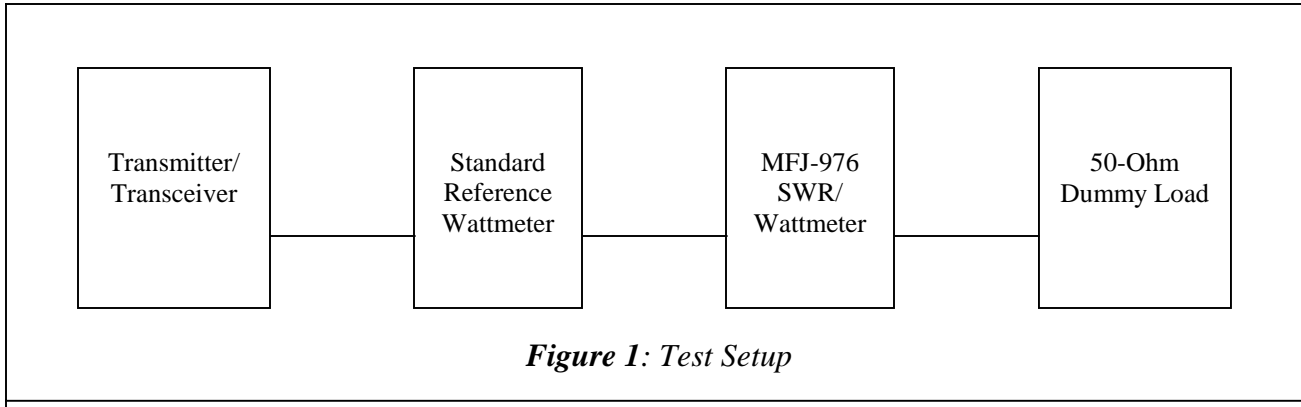 Transmitter/
Transceiver
Standard
Reference
Wattmeter
MFJ-976
SWR/
Wattmeter
50-Ohm
Dummy Load
Figure 1: Test Setup